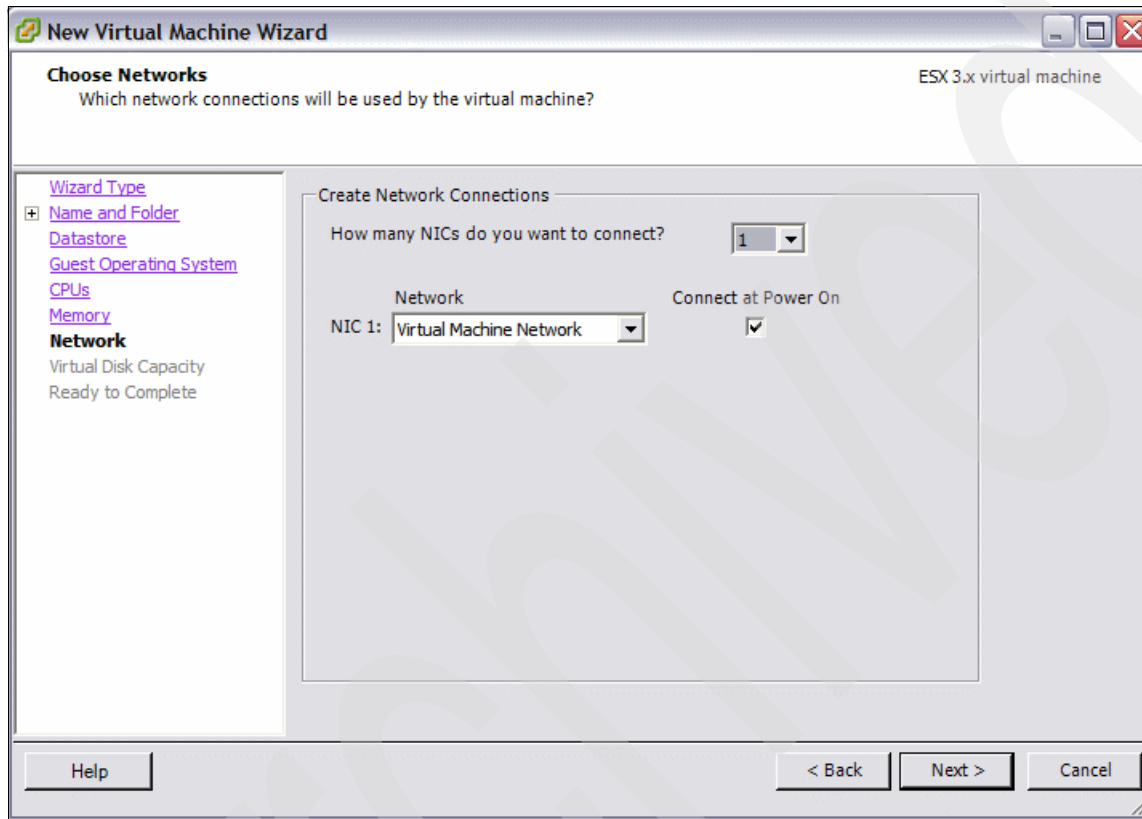 New Virtual Machine Wizard
Choose Networks
ESX 3.x virtual machine
Which network connections will be used by the virtual machine?
Wizard Type
Name and Folder
Datastore
Guest Operating System
CPUs
Memory
Network
Virtual Disk Capacity
Ready to Complete
Create Network Connections
How many NICs do you want to connect? 1
Network Connect at Power On
NIC 1: Virtual Machine Network
Help < Back Next > Cancel